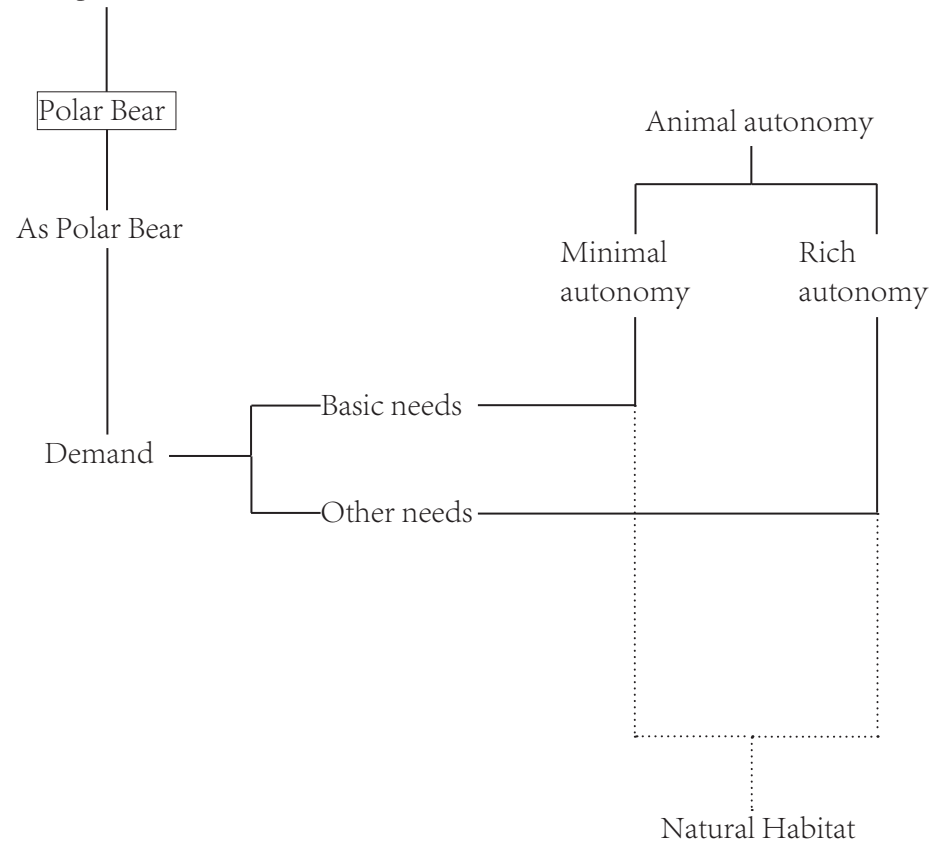 Polar Bear
Animal autonomy
As Polar Bear
Minimal
autonomy
Rich
autonomy
Basic needs
Demand
Other needs
Natural Habitat